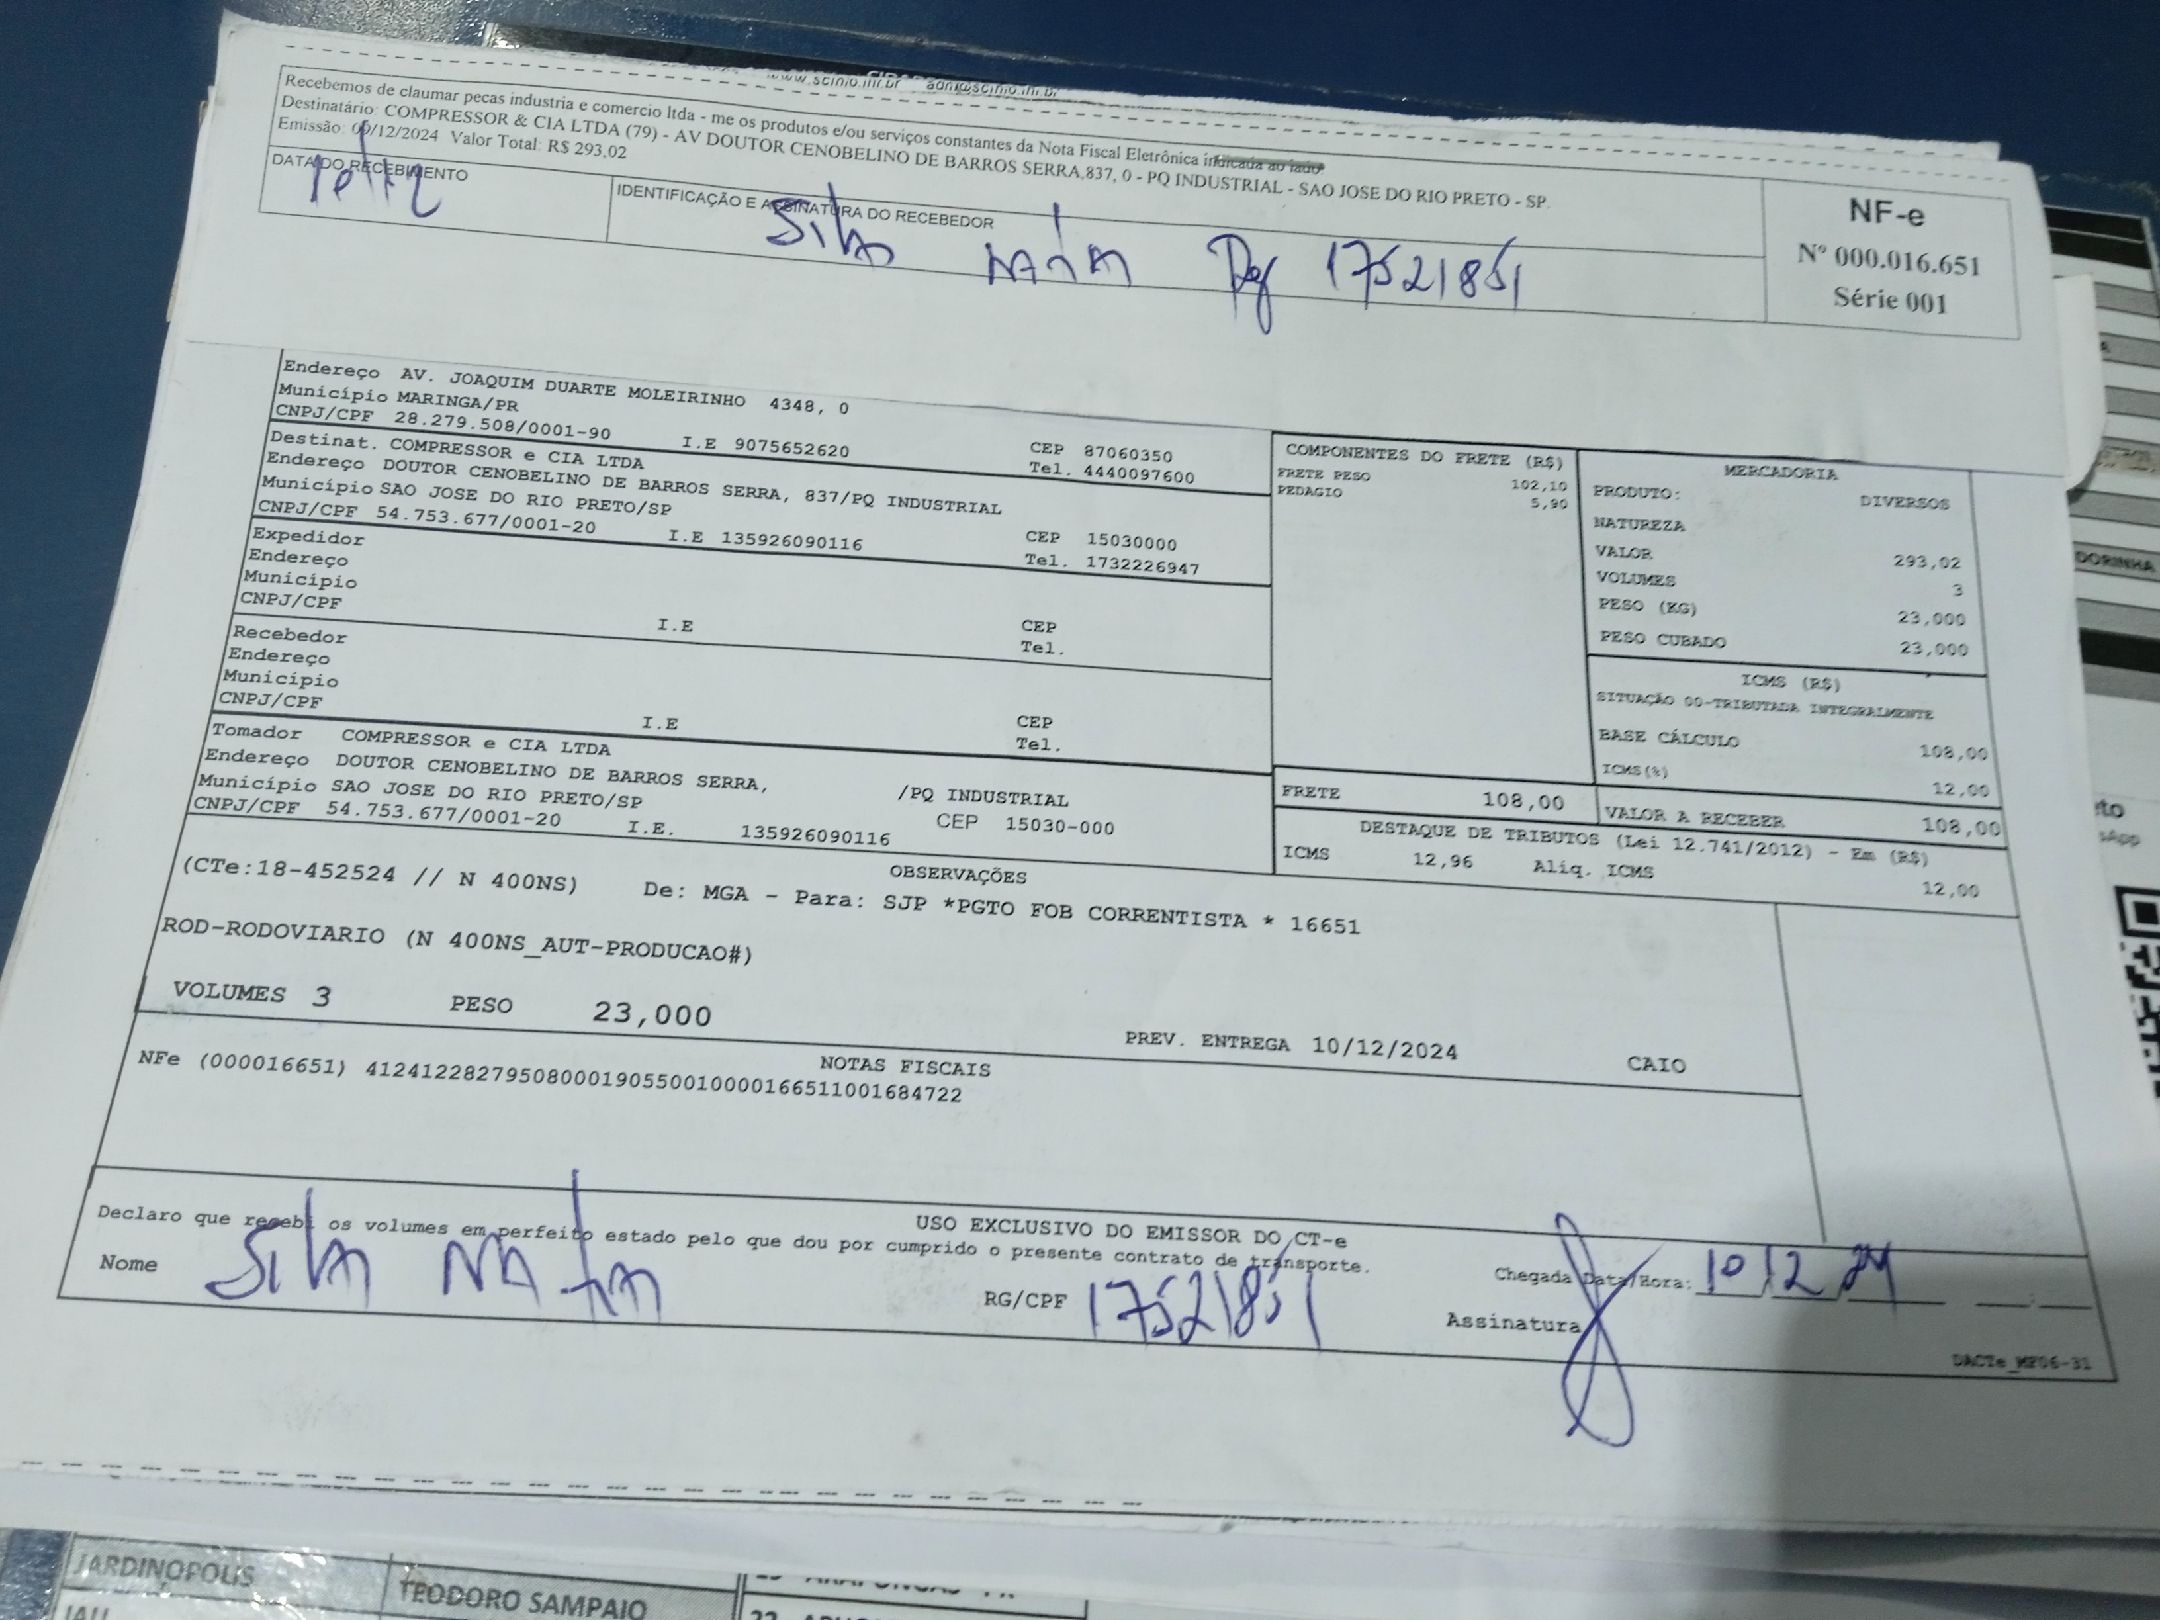 www.scinio.inf.br adm@scinio.inf.br
Recebemos de claumar pecas industria e comercio ltda - me os produtos e/ou serviços constantes da Nota Fiscal Eletrônica indicada ao lado
Destinatário: COMPRESSOR & CIA LTDA (79) - AV DOUTOR CENOBELINO DE BARROS SERRA,837, 0 - PQ INDUSTRIAL - SAO JOSE DO RIO PRETO - SP.
Emissão: 09/12/2024 Valor Total: R$ 293,02
DATA DO RECEBIMENTO
IDENTIFICAÇÃO E ASSINATURA DO RECEBEDOR
17521851
NF-e
Nº 000.016.651
Série 001
Endereço AV. JOAQUIM DUARTE MOLEIRINHO 4348, 0
Município MARINGA/PR
CNPJ/CPF 28.279.508/0001-90 I.E 9075652620 CEP 87060350
Tel. 4440097600
Destinat. COMPRESSOR e CIA LTDA
Endereço DOUTOR CENOBELINO DE BARROS SERRA, 837/PQ INDUSTRIAL
Município SAO JOSE DO RIO PRETO/SP
CNPJ/CPF 54.753.677/0001-20 I.E 135926090116 CEP 15030000
Tel. 1732226947
Expedidor
Endereço
Município
CNPJ/CPF I.E CEP
Tel.
Recebedor
Endereço
Município
CNPJ/CPF I.E CEP
Tel.
Tomador COMPRESSOR e CIA LTDA
Endereço DOUTOR CENOBELINO DE BARROS SERRA, /PQ INDUSTRIAL
Município SAO JOSE DO RIO PRETO/SP CEP 15030-000
CNPJ/CPF 54.753.677/0001-20 I.E. 135926090116
COMPONENTES DO FRETE (R$)
FRETE PESO 102,10
PEDAGIO 5,90
MERCADORIA
PRODUTO: DIVERSOS
NATUREZA
VALOR 293,02
VOLUMES 3
PESO (KG) 23,000
PESO CUBADO 23,000
ICMS (R$)
SITUAÇÃO 00-TRIBUTADA INTEGRALMENTE
BASE CÁLCULO 108,00
ICMS(%) 12,00
FRETE 108,00 VALOR A RECEBER 108,00
DESTAQUE DE TRIBUTOS (Lei 12.741/2012) - Em (R$)
ICMS 12,96 Aliq. ICMS 12,00
OBSERVAÇÕES
(CTe:18-452524 // N 400NS) De: MGA - Para: SJP *PGTO FOB CORRENTISTA * 16651
ROD-RODOVIARIO (N 400NS_AUT-PRODUCAO#)
VOLUMES 3 PESO 23,000 PREV. ENTREGA 10/12/2024 CAIO
NOTAS FISCAIS
NFe (000016651) 41241228279508000190550010000166511001684722
USO EXCLUSIVO DO EMISSOR DO CT-e
Declaro que recebi os volumes em perfeito estado pelo que dou por cumprido o presente contrato de transporte.
Nome RG/CPF 17521851
Chegada Data/Hora: 10/12/24
Assinatura
DACTe_MF06-31
JARDINOPOLIS TEODORO SAMPAIO
JAU
DORINHA